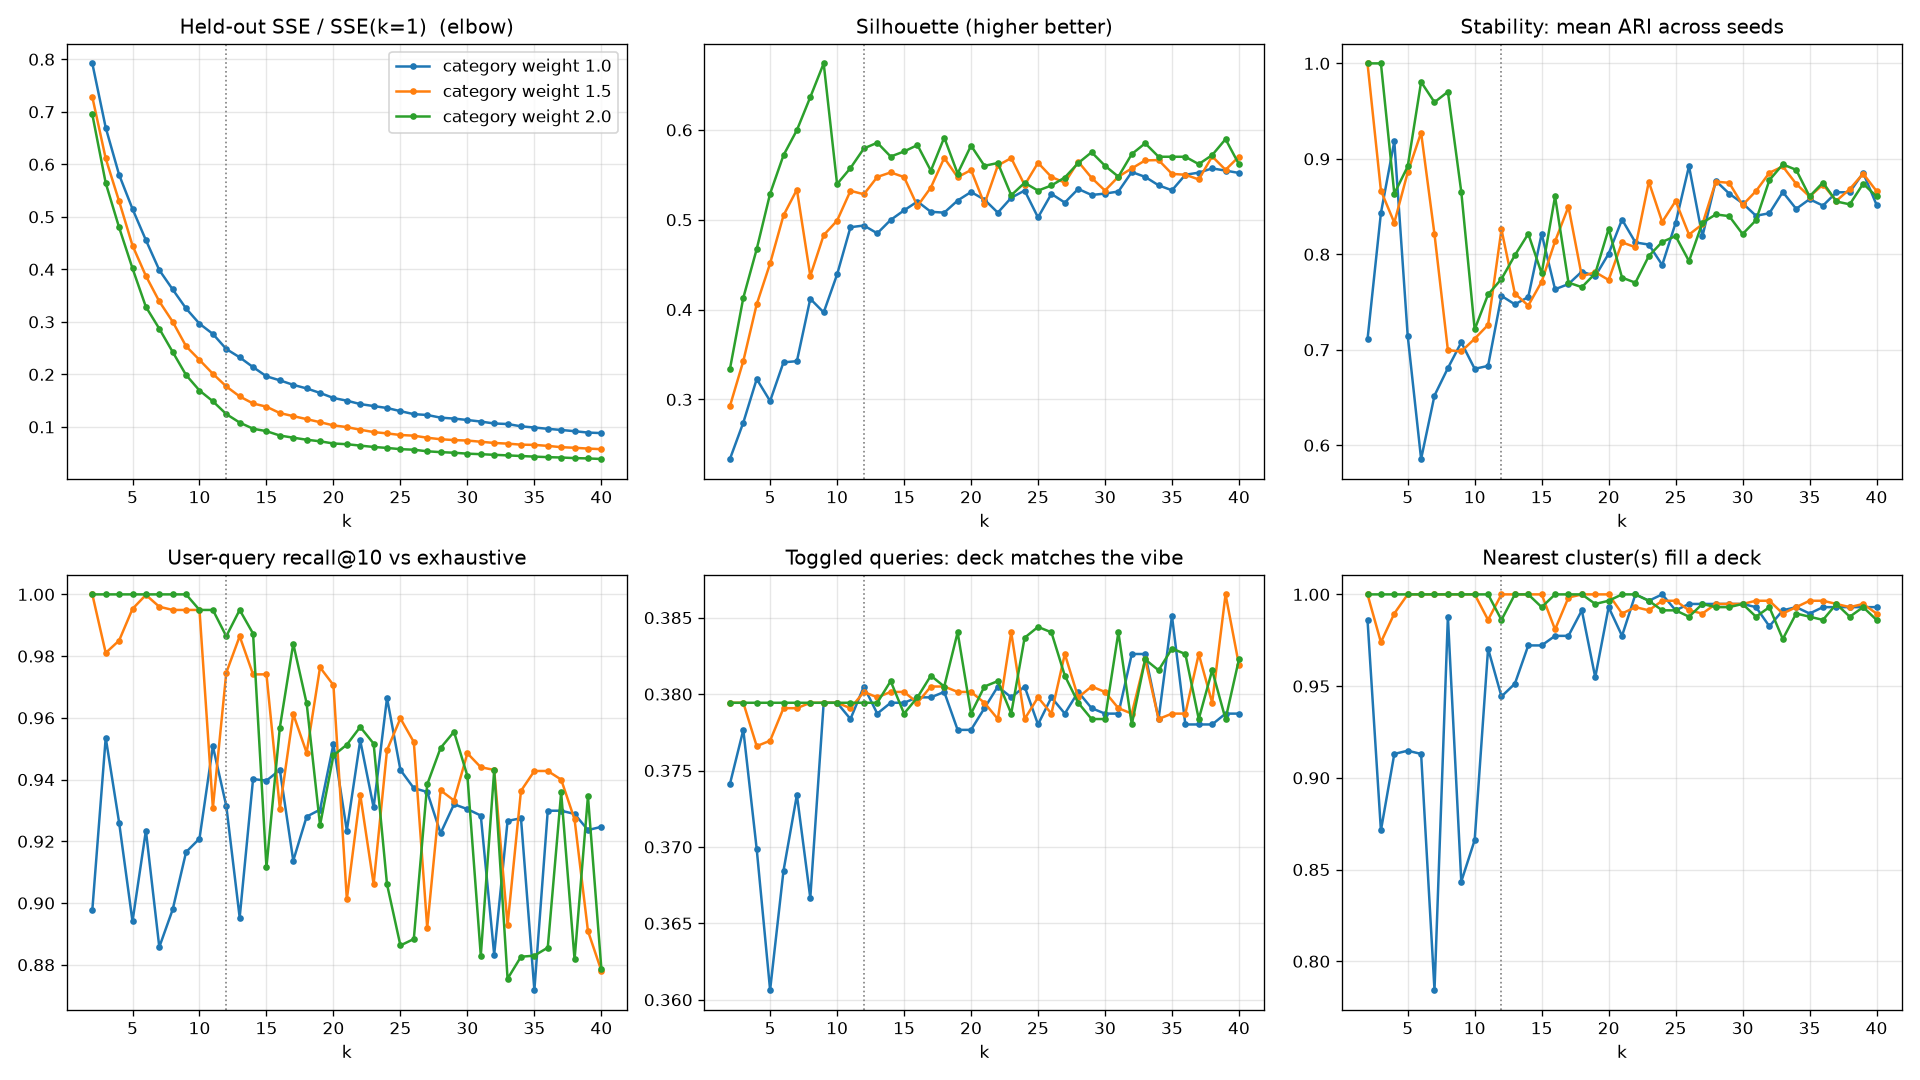 Held-out SSE / SSE(k=1)  (elbow)
0.8
0.7
0.6
0.5
0.4
0.3
0.2
0.1
category weight 1.0
category weight 1.5
category weight 2.0
5 10 15 20 25 30 35 40
k
Silhouette (higher better)
0.6
0.5
0.4
0.3
5 10 15 20 25 30 35 40
k
Stability: mean ARI across seeds
1.0
0.9
0.8
0.7
0.6
5 10 15 20 25 30 35 40
k
User-query recall@10 vs exhaustive
1.00
0.98
0.96
0.94
0.92
0.90
0.88
5 10 15 20 25 30 35 40
k
Toggled queries: deck matches the vibe
0.385
0.380
0.375
0.370
0.365
0.360
5 10 15 20 25 30 35 40
k
Nearest cluster(s) fill a deck
1.00
0.95
0.90
0.85
0.80
5 10 15 20 25 30 35 40
k